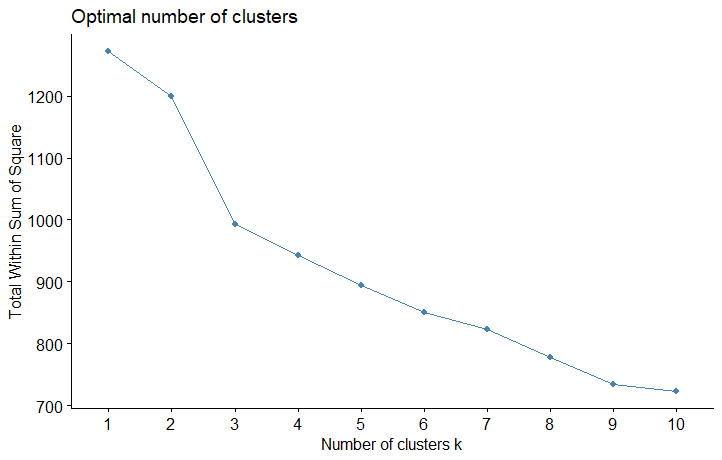 Optimal number of clusters
Total Within Sum of Square
1200
1100
1000
900
800
700
1 2 3 4 5 6 7 8 9 10
Number of clusters k